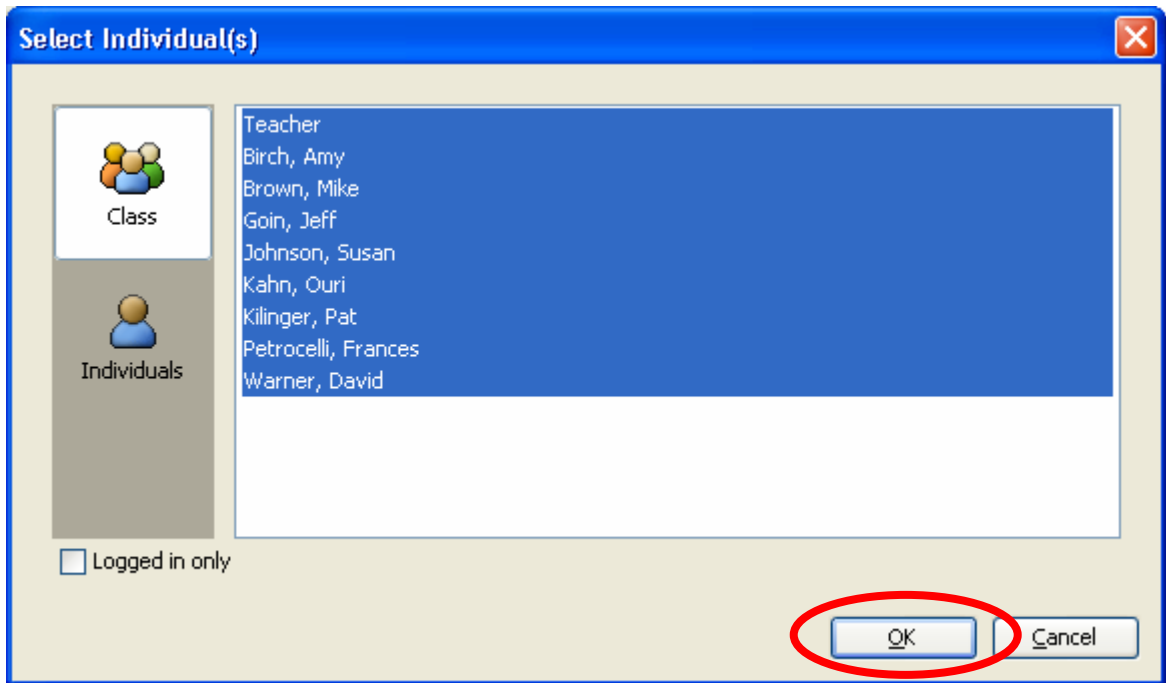 Select Individual(s)
Class
Individuals
Teacher
Birch, Amy
Brown, Mike
Goin, Jeff
Johnson, Susan
Kahn, Ouri
Kilinger, Pat
Petrocelli, Frances
Warner, David
Logged in only
OK
Cancel